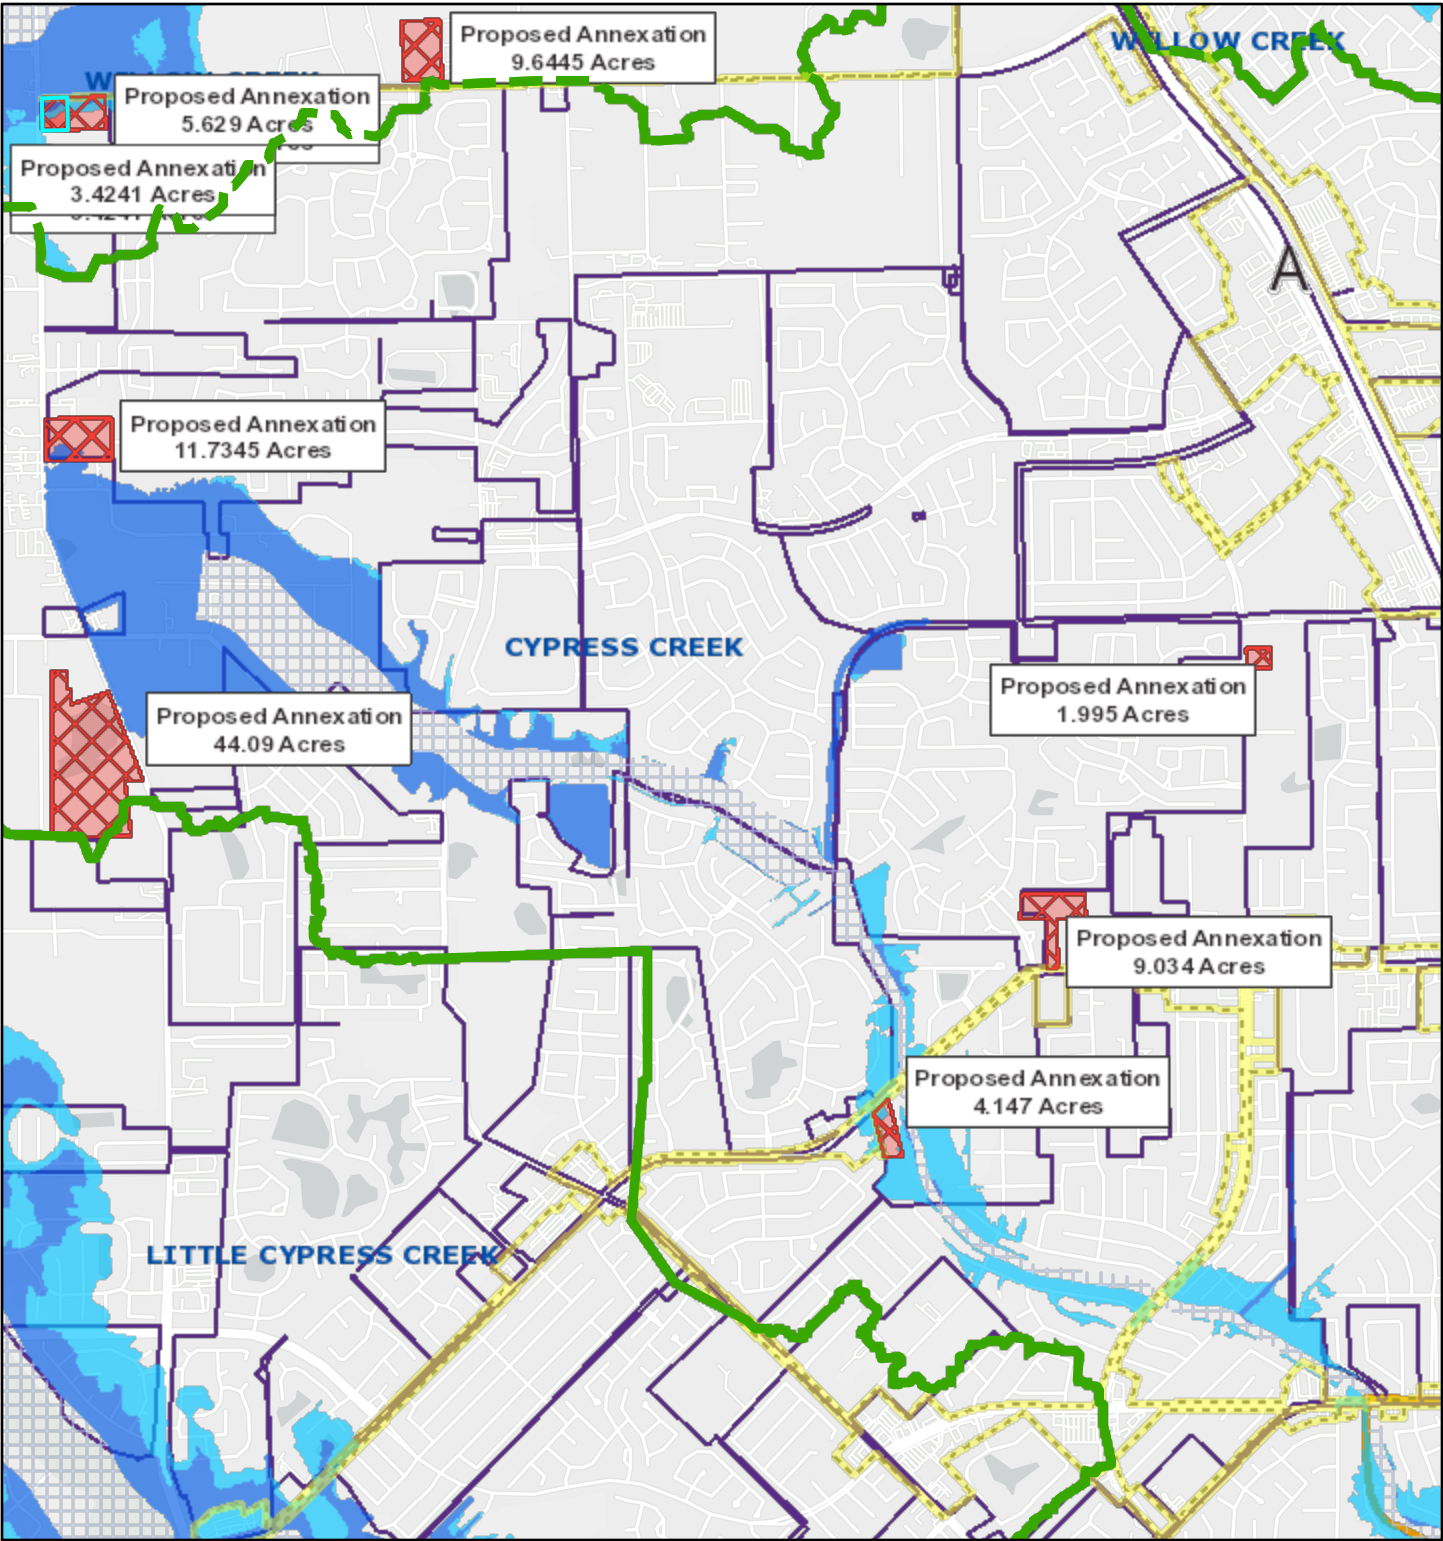 Proposed Annexation
9.6445 Acres
WILLOW CREEK
WILLOW CREEK
Proposed Annexation
5.629 Acres
Proposed Annexation
3.4241 Acres
A
Proposed Annexation
11.7345 Acres
CYPRESS CREEK
Proposed Annexation
1.995 Acres
Proposed Annexation
44.09 Acres
Proposed Annexation
9.034 Acres
Proposed Annexation
4.147 Acres
LITTLE CYPRESS CREEK